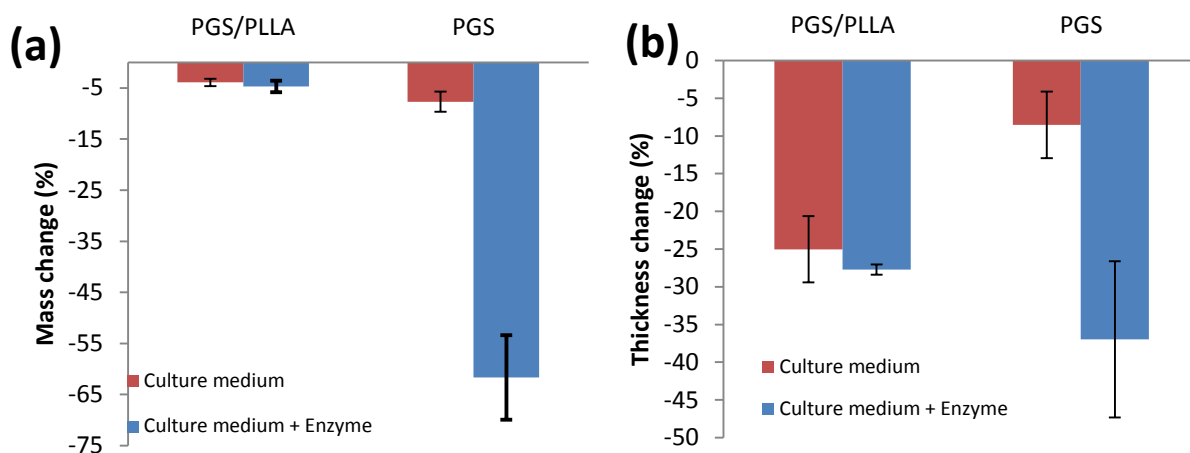 (a)
PGS/PLLA PGS
Mass change (%)
-5
-15
-25
-35
-45
-55
-65
-75
Culture medium
Culture medium + Enzyme
(b)
PGS/PLLA PGS
Thickness change (%)
0
-5
-10
-15
-20
-25
-30
-35
-40
-45
-50
Culture medium
Culture medium + Enzyme